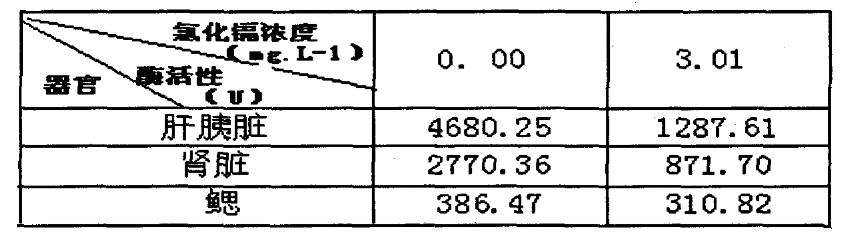 氯化镉浓度
(mg.L-1)
酶活性
(U)
器官
0.00
3.01
肝胰脏
4680.25
1287.61
肾脏
2770.36
871.70
鳃
386.47
310.82